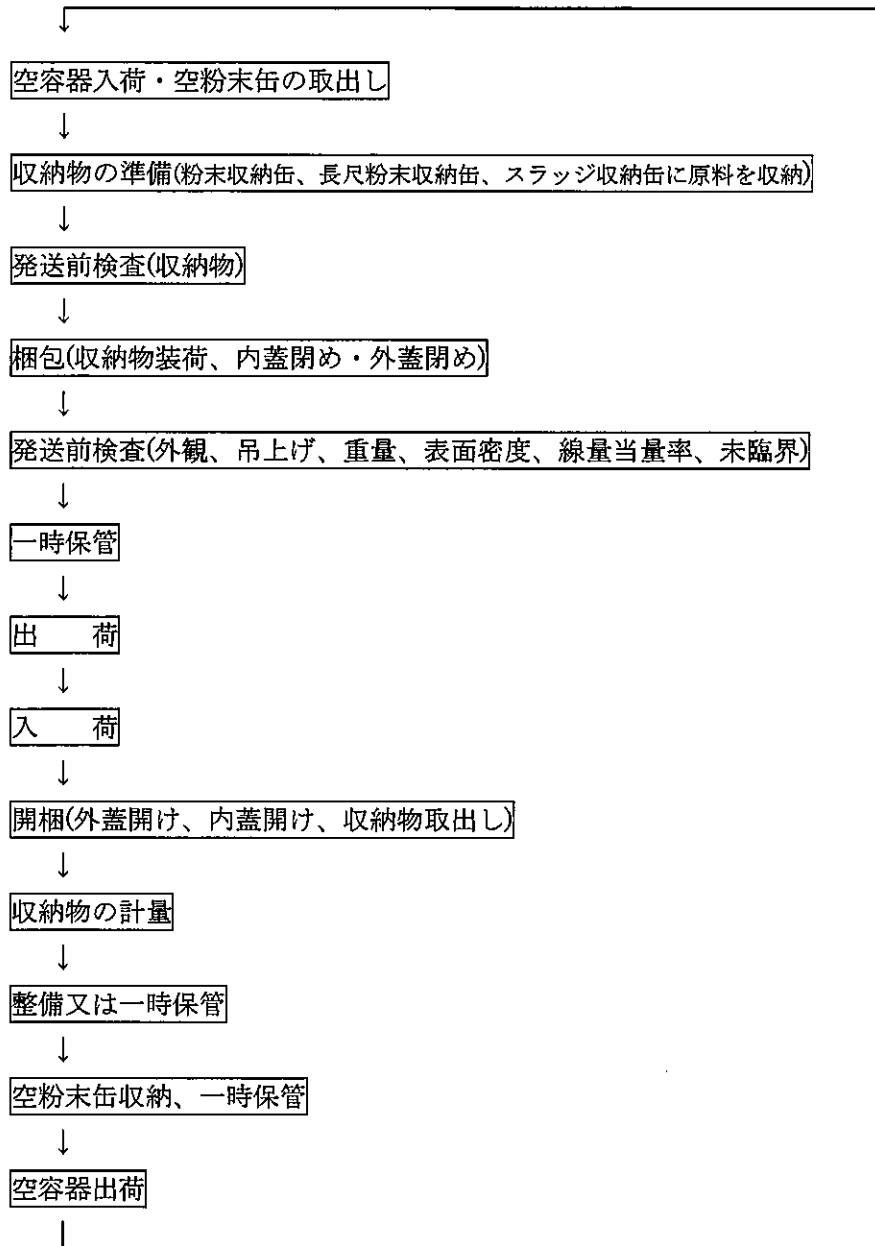 ↓
空容器入荷・空粉末缶の取出し
↓
収納物の準備(粉末収納缶、長尺粉末収納缶、スラッジ収納缶に原料を収納)
↓
発送前検査(収納物)
↓
梱包(収納物装荷、内蓋閉め・外蓋閉め)
↓
発送前検査(外観、吊上げ、重量、表面密度、線量当量率、未臨界)
↓
一時保管
↓
出　荷
↓
入　荷
↓
開梱(外蓋開け、内蓋開け、収納物取出し)
↓
収納物の計量
↓
整備又は一時保管
↓
空粉末缶収納、一時保管
↓
空容器出荷